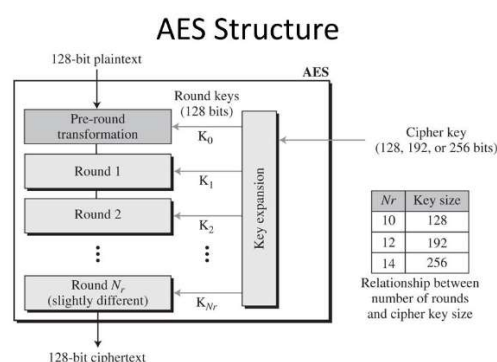 AES Structure
128-bit plaintext
AES
Round keys
(128 bits)
Pre-round
transformation
K0
Cipher key
(128, 192, or 256 bits)
Round 1
K1
Key expansion
Round 2
K2
Nr Key size
10 128
12 192
14 256
Relationship between
number of rounds
and cipher key size
Round Nr
(slightly different)
KNr
128-bit ciphertext